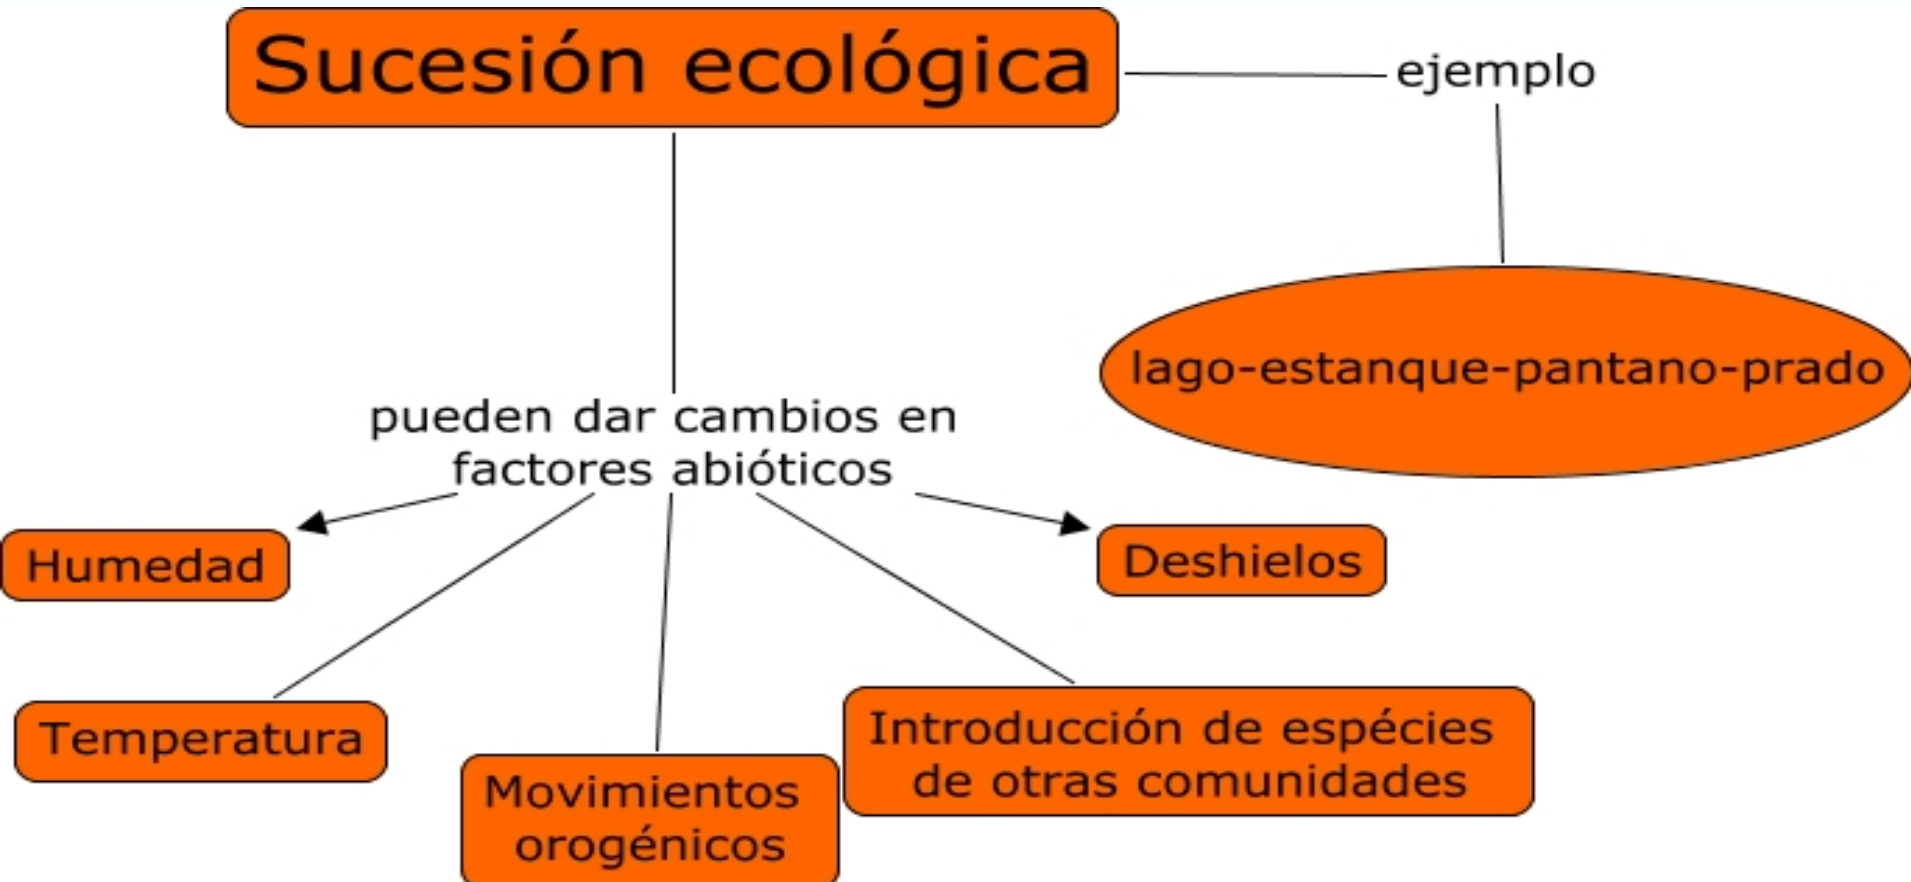 Sucesión ecológica
ejemplo
lago-estanque-pantano-prado
pueden dar cambios en
factores abióticos
Humedad
Deshielos
Temperatura
Movimientos
orogénicos
Introducción de espécies
de otras comunidades